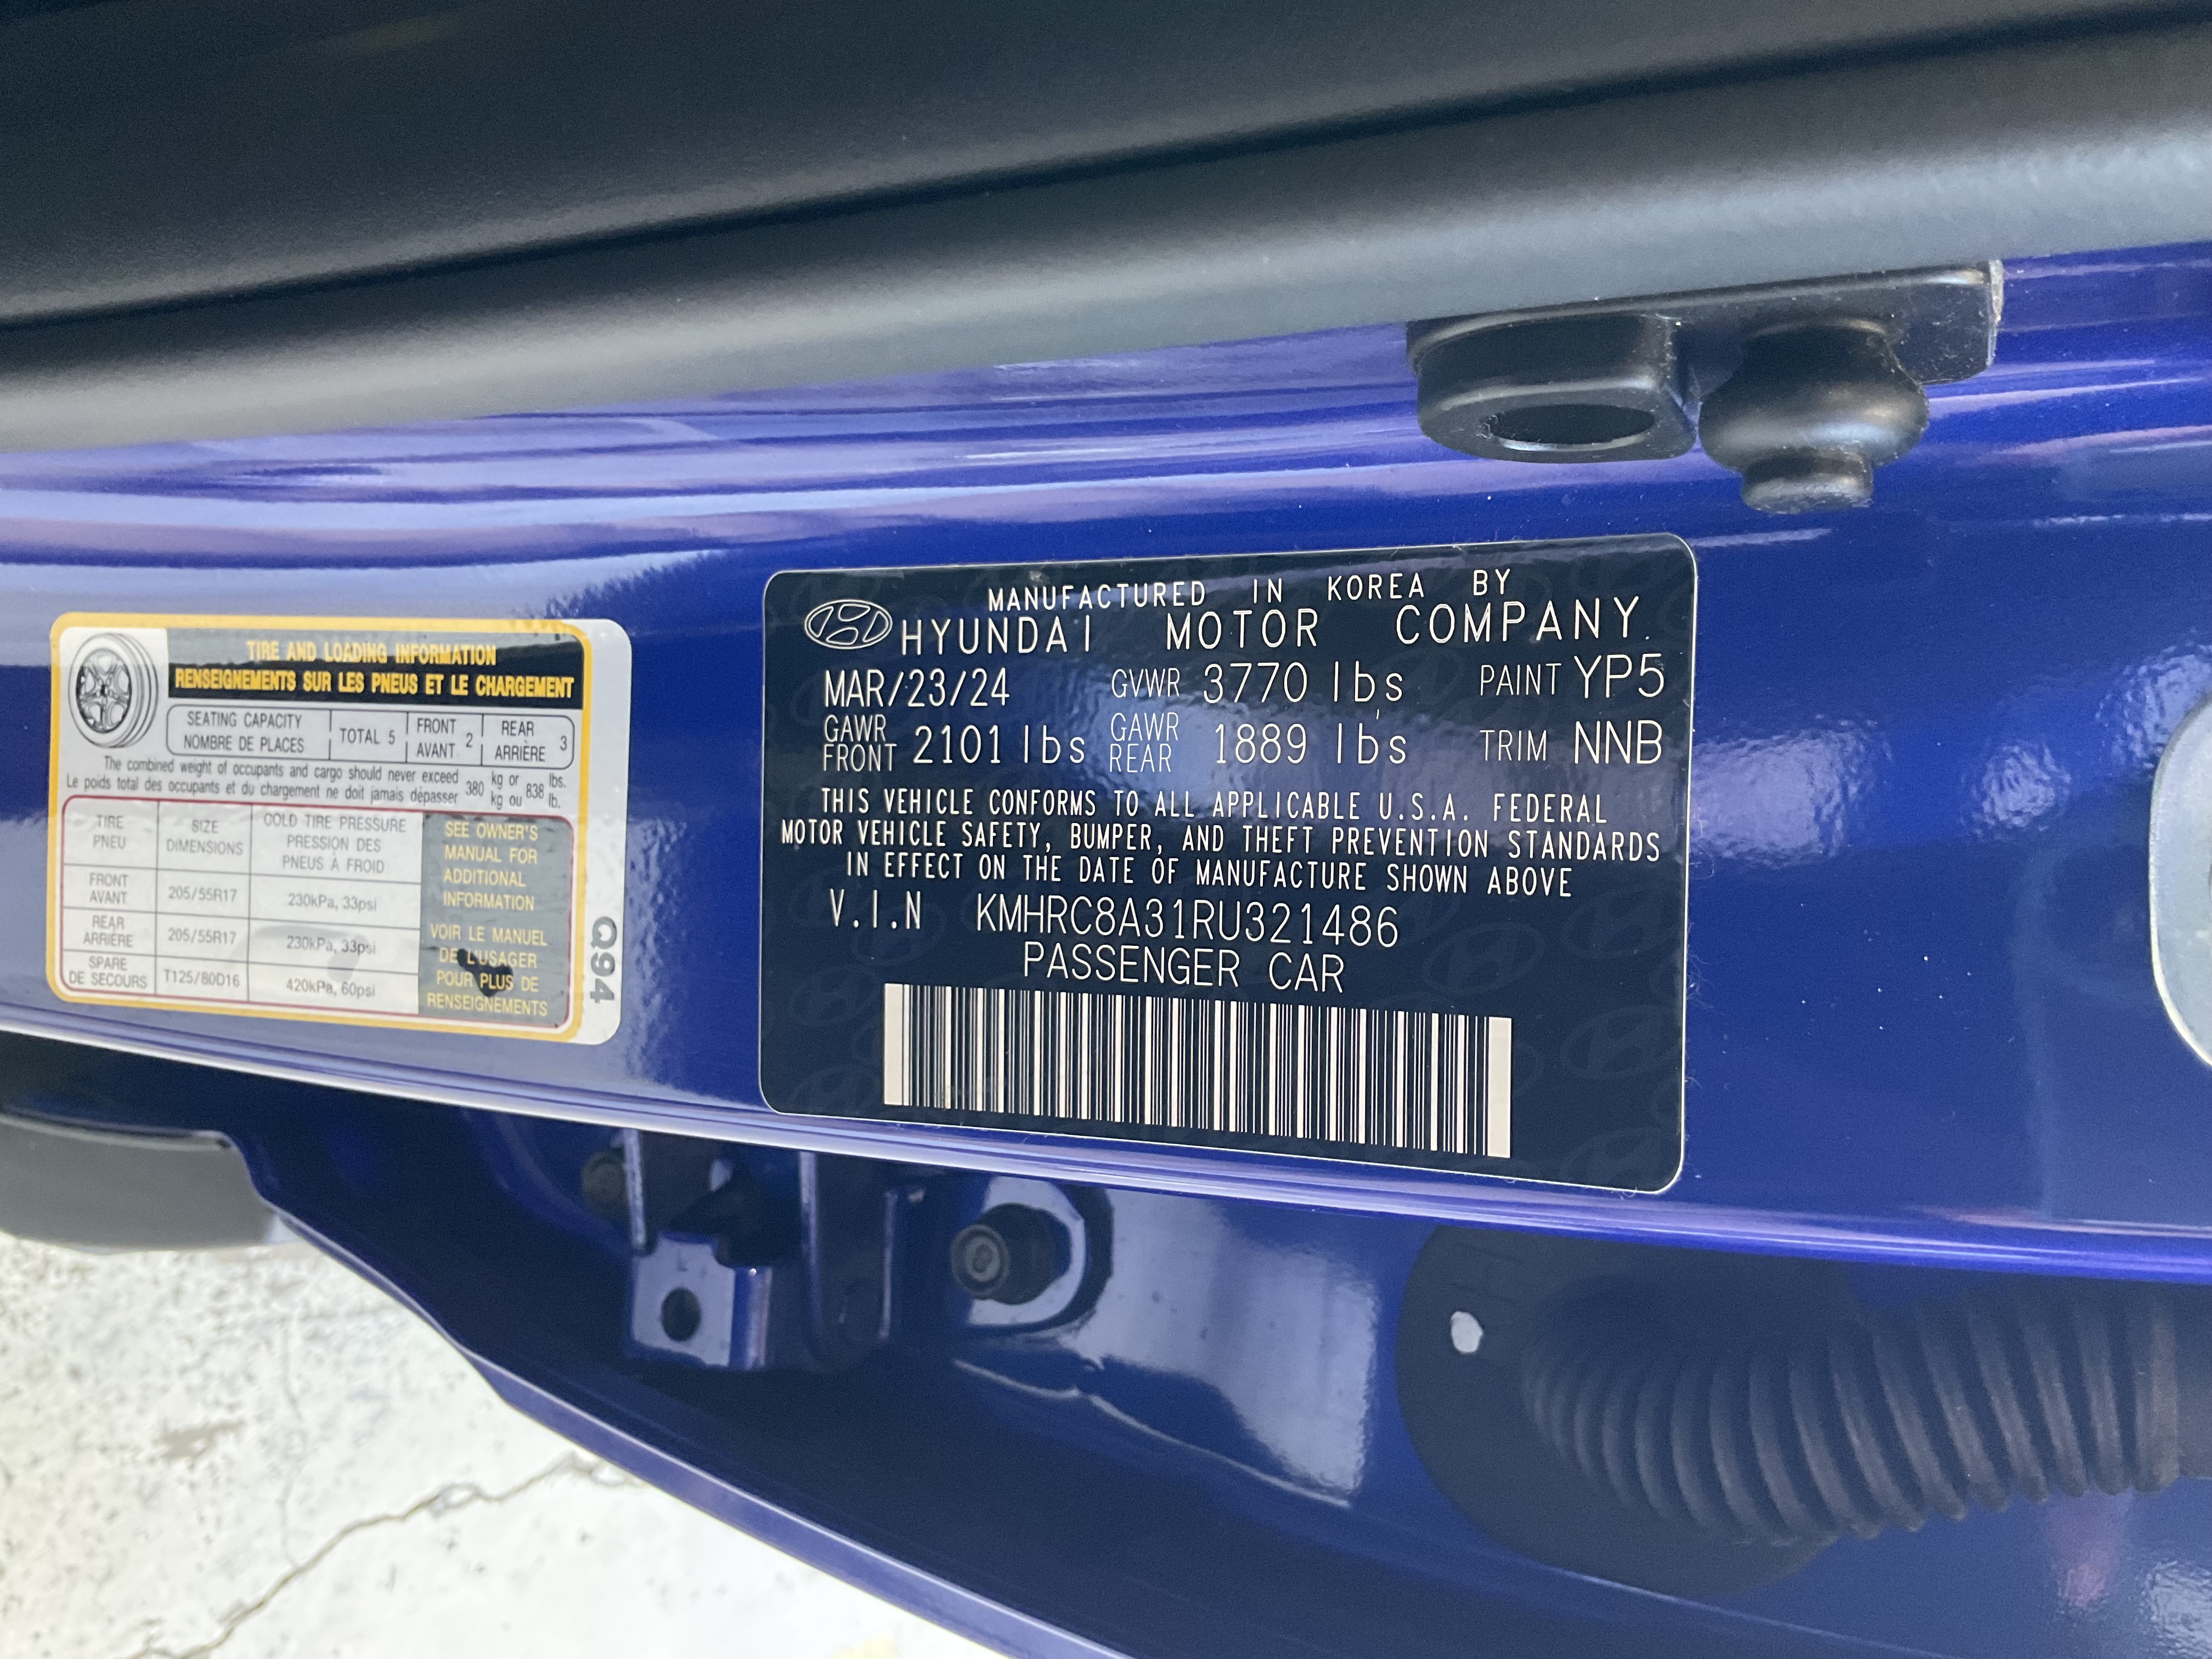 TIRE AND LOADING INFORMATION
RENSEIGNEMENTS SUR LES PNEUS ET LE CHARGEMENT
SEATING CAPACITY
NOMBRE DE PLACES
TOTAL 5
FRONT
AVANT 2
REAR
ARRIÈRE 3
The combined weight of occupants and cargo should never exceed 380 kg or 838 lbs.
Le poids total des occupants et du chargement ne doit jamais dépasser 380 kg ou 838 lb.
TIRE
PNEU
SIZE
DIMENSIONS
COLD TIRE PRESSURE
PRESSION DES
PNEUS À FROID
FRONT
AVANT
205/55R17
230kPa, 33psi
REAR
ARRIÈRE
205/55R17
230kPa, 33psi
SPARE
DE SECOURS
T125/80D16
420kPa, 60psi
SEE OWNER'S
MANUAL FOR
ADDITIONAL
INFORMATION
VOIR LE MANUEL
DE L'USAGER
POUR PLUS DE
RENSEIGNEMENTS
Q94
MANUFACTURED IN KOREA BY
HYUNDAI MOTOR COMPANY.
MAR/23/24 GVWR 3770 lbs PAINT YP5
GAWR FRONT 2101 lbs GAWR REAR 1889 lbs TRIM NNB
THIS VEHICLE CONFORMS TO ALL APPLICABLE U.S.A. FEDERAL
MOTOR VEHICLE SAFETY, BUMPER, AND THEFT PREVENTION STANDARDS
IN EFFECT ON THE DATE OF MANUFACTURE SHOWN ABOVE
V.I.N KMHRC8A31RU321486
PASSENGER CAR